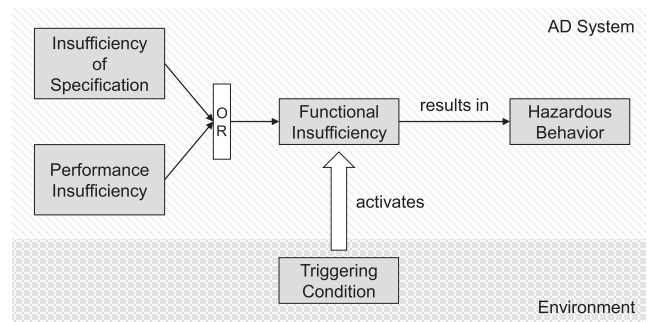 AD System
Insufficiency
of
Specification
O
R
Functional
Insufficiency
results in
Hazardous
Behavior
Performance
Insufficiency
activates
Triggering
Condition
Environment